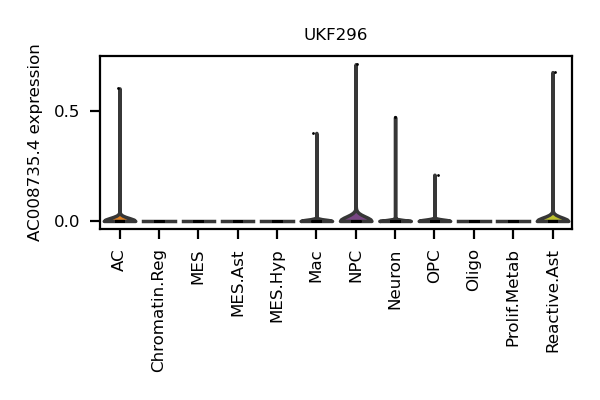 UKF296
AC008735.4 expression
0.5
0.0
AC
Chromatin.Reg
MES
MES.Ast
MES.Hyp
Mac
NPC
Neuron
OPC
Oligo
Prolif.Metab
Reactive.Ast